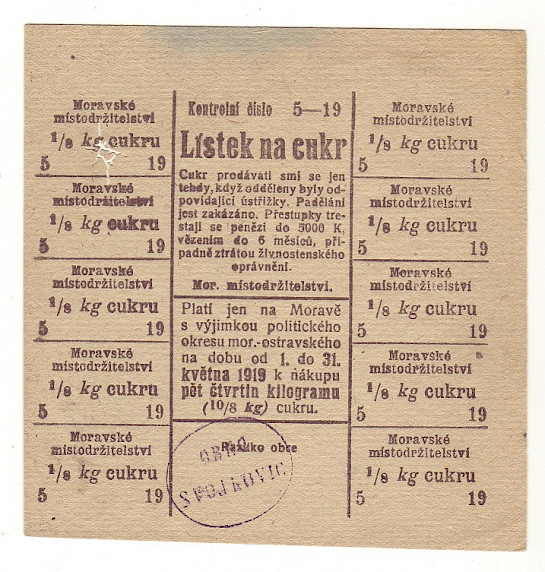 Moravské
místodržitelství
1/8 kg cukru
5 19
Moravské
místodržitelství
1/8 kg cukru
5 19
Moravské
místodržitelství
1/8 kg cukru
5 19
Moravské
místodržitelství
1/8 kg cukru
5 19
Moravské
místodržitelství
1/8 kg cukru
5 19
Kontrolní číslo 5—19
Lístek na cukr
Cukr prodávati smí se jen
tehdy, když odděleny byly od-
povídající ústřižky. Padělání
jest zakázáno. Přestupky tre-
stají se penězi do 5000 K,
vězením do 6 měsíců, pří-
padně ztrátou živnostenského
oprávnění.
Mor. místodržitelství.
Platí jen na Moravě
s výjimkou politického
okresu mor.-ostravského
na dobu od 1. do 31.
května 1919 k nákupu
pět čtvrtin kilogramu
(10/8 kg) cukru.
Razítko obce
Moravské
místodržitelství
1/8 kg cukru
5 19
Moravské
místodržitelství
1/8 kg cukru
5 19
Moravské
místodržitelství
1/8 kg cukru
5 19
Moravské
místodržitelství
1/8 kg cukru
5 19
Moravské
místodržitelství
1/8 kg cukru
5 19